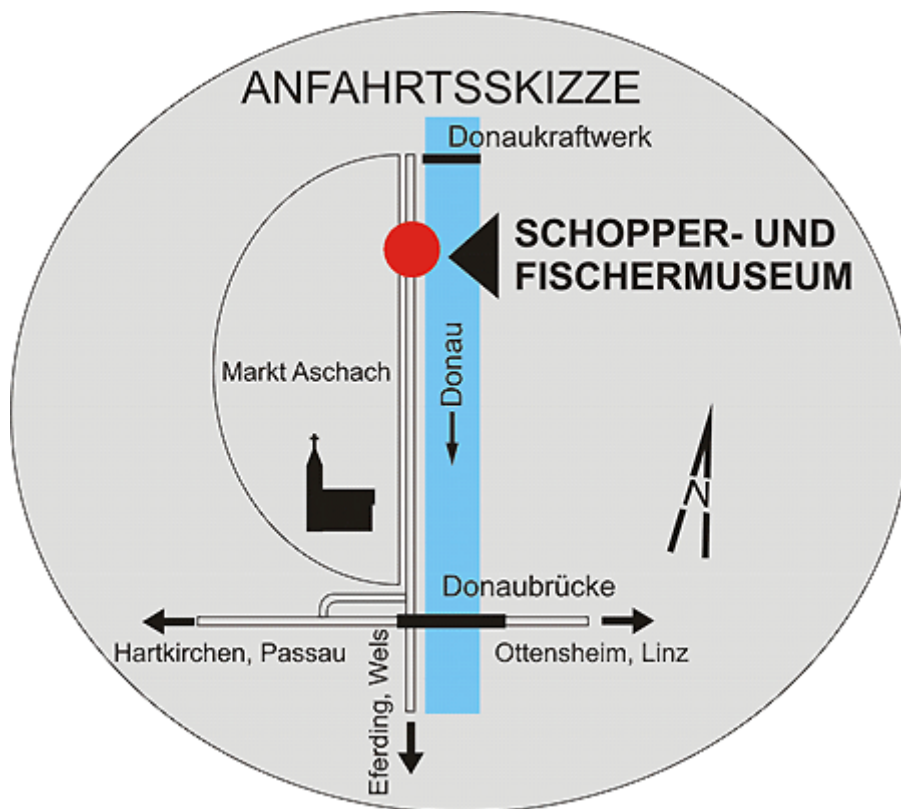 ANFAHRTSSKIZZE
Donaukraftwerk
SCHOPPER- UND
FISCHERMUSEUM
Donau
Markt Aschach
N
Donaubrücke
Hartkirchen, Passau
Ottensheim, Linz
Eferding, Wels